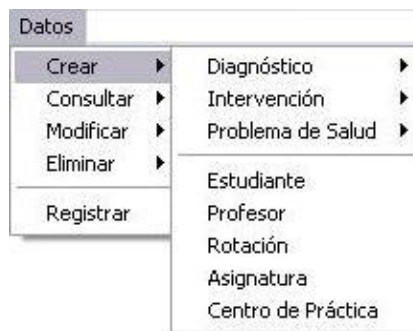 Datos
Crear
Consultar
Modificar
Eliminar
Registrar
Diagnóstico
Intervención
Problema de Salud
Estudiante
Profesor
Rotación
Asignatura
Centro de Práctica